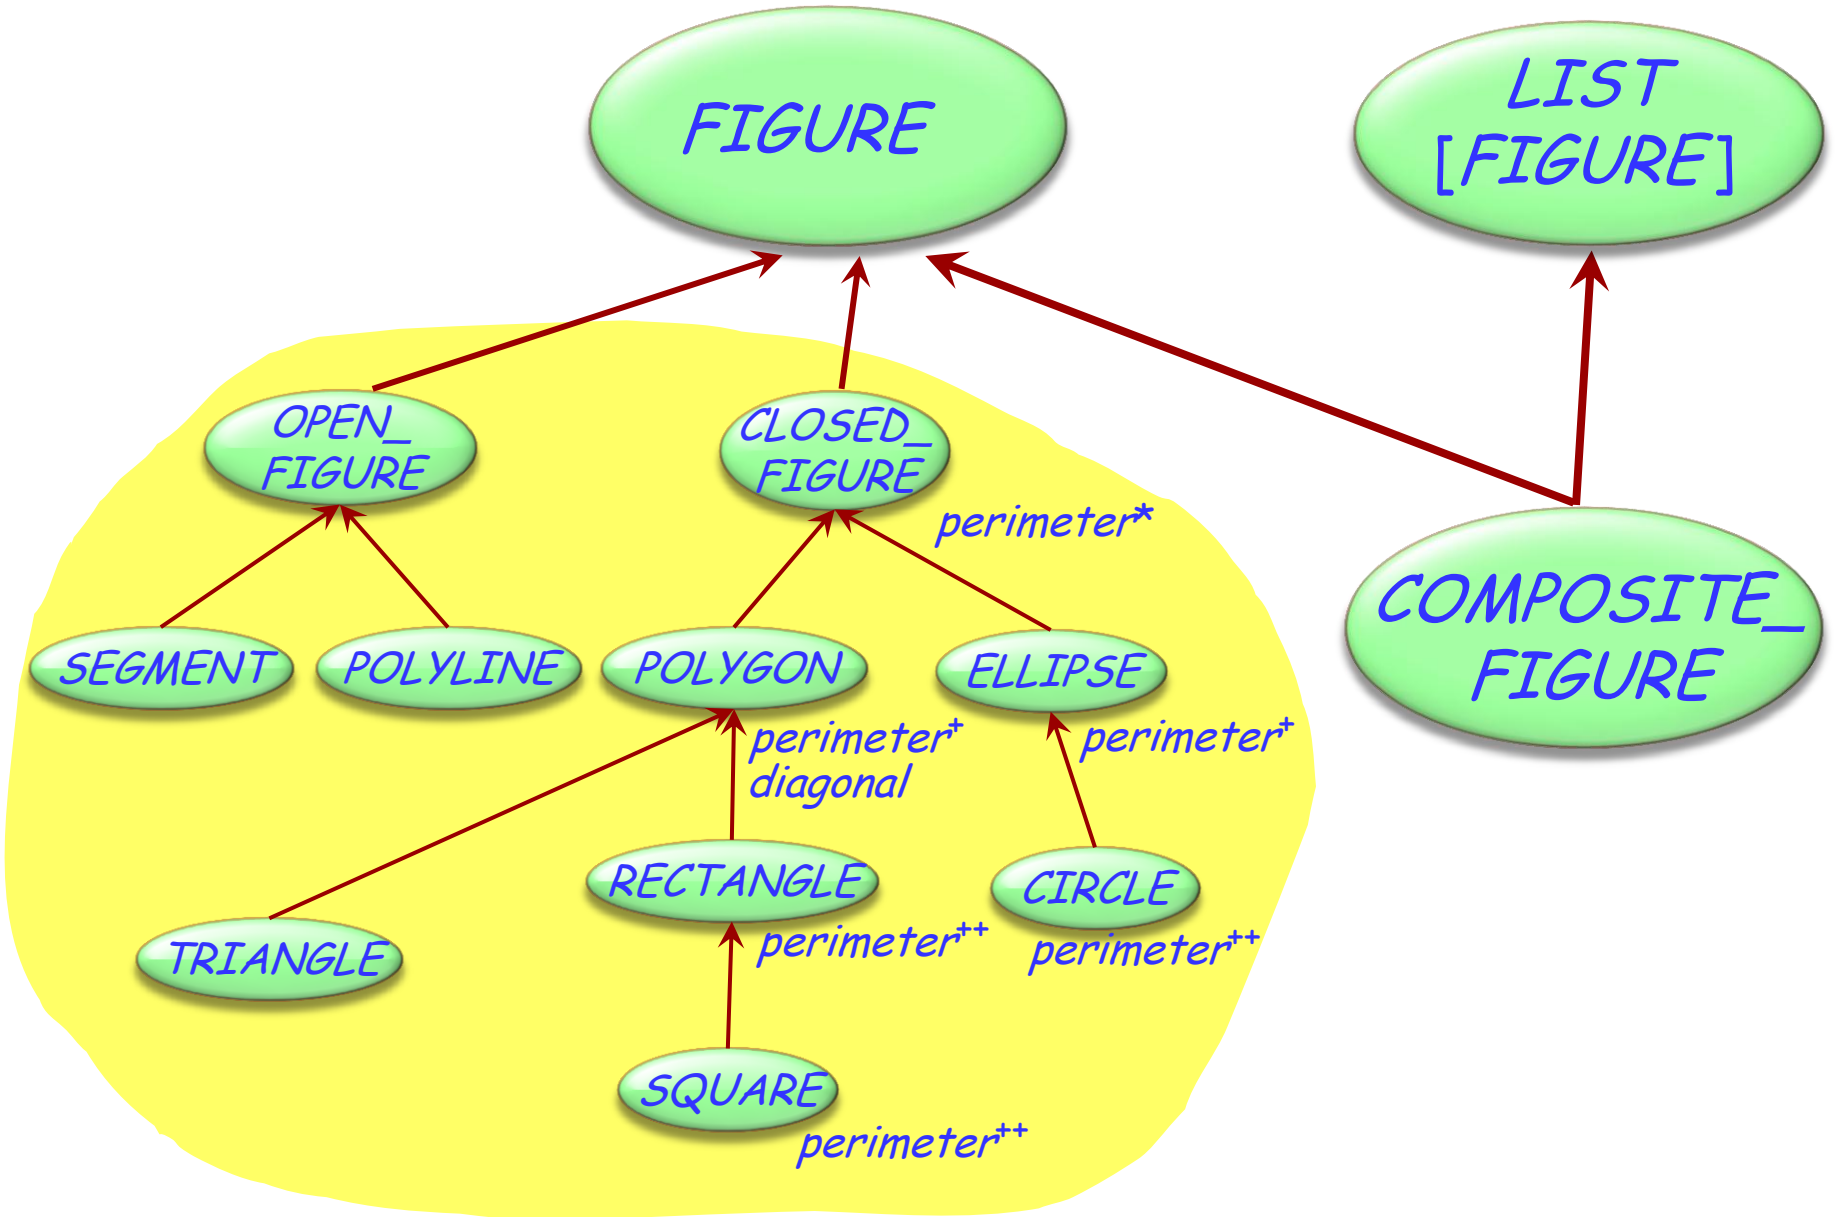 FIGURE
LIST
[FIGURE]
OPEN_
FIGURE
CLOSED_
FIGURE
perimeter*
COMPOSITE_
FIGURE
SEGMENT
POLYLINE
POLYGON
ELLIPSE
perimeter+
diagonal
perimeter+
RECTANGLE
perimeter++
CIRCLE
perimeter++
TRIANGLE
SQUARE
perimeter++